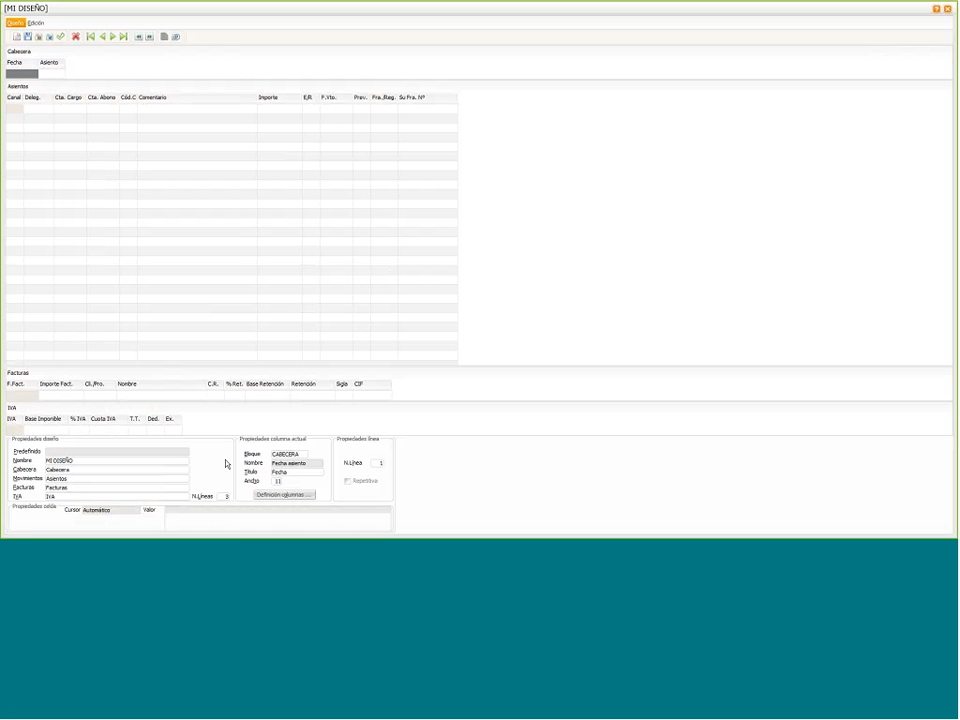 [MI DISEÑO]
Diseño Edición
Cabecera
Fecha Asiento
Asientos
Canal Deleg. Cta. Cargo Cta. Abono Cód.C Comentario Importe E/R F.Vto. Prev. Fra./Reg. Su Fra. Nº
Facturas
F.Fact. Importe Fact. Cli./Pro. Nombre C.R. % Ret. Base Retención Retención Sigla CIF
IVA
IVA Base Imponible % IVA Cuota IVA T.T. Ded. Ex.
Propiedades diseño Propiedades columna actual Propiedades línea
Predefinido Bloque CABECERA
Nombre MI DISEÑO Nombre Fecha asiento N.Línea 1
Cabecera Cabecera Título Fecha
Movimientos Asientos Ancho 11 Repetitiva
Facturas Facturas
IVA IVA N.Líneas 3 Definición columnas ...
Propiedades celda Cursor Automático Valor